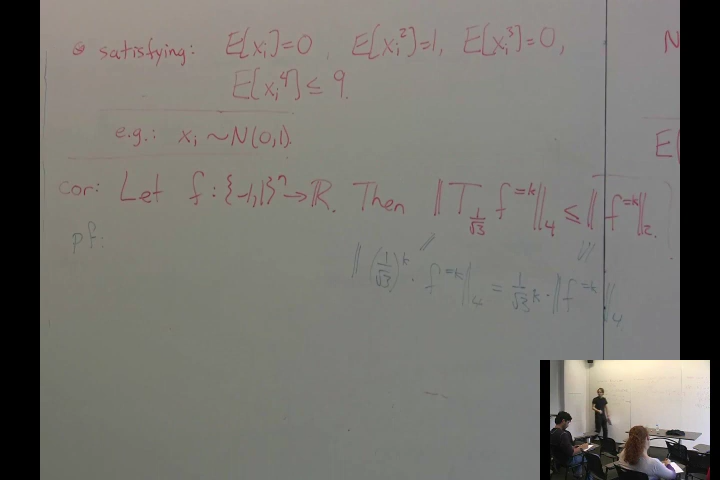 ⊛ satisfying: E[xᵢ]=0, E[xᵢ²]=1, E[xᵢ³]=0,
E[xᵢ⁴] ≤ 9.
e.g.: xᵢ ~ N(0,1).
cor: Let f: {-1,1}ⁿ → ℝ. Then ‖T_{1/√3} f^{=k}‖₄ ≤ ‖f^{=k}‖₂.
pf:
‖(1/√3)^k · f^{=k}‖₄ = 1/√3^k · ‖f^{=k}‖₄
N
E(